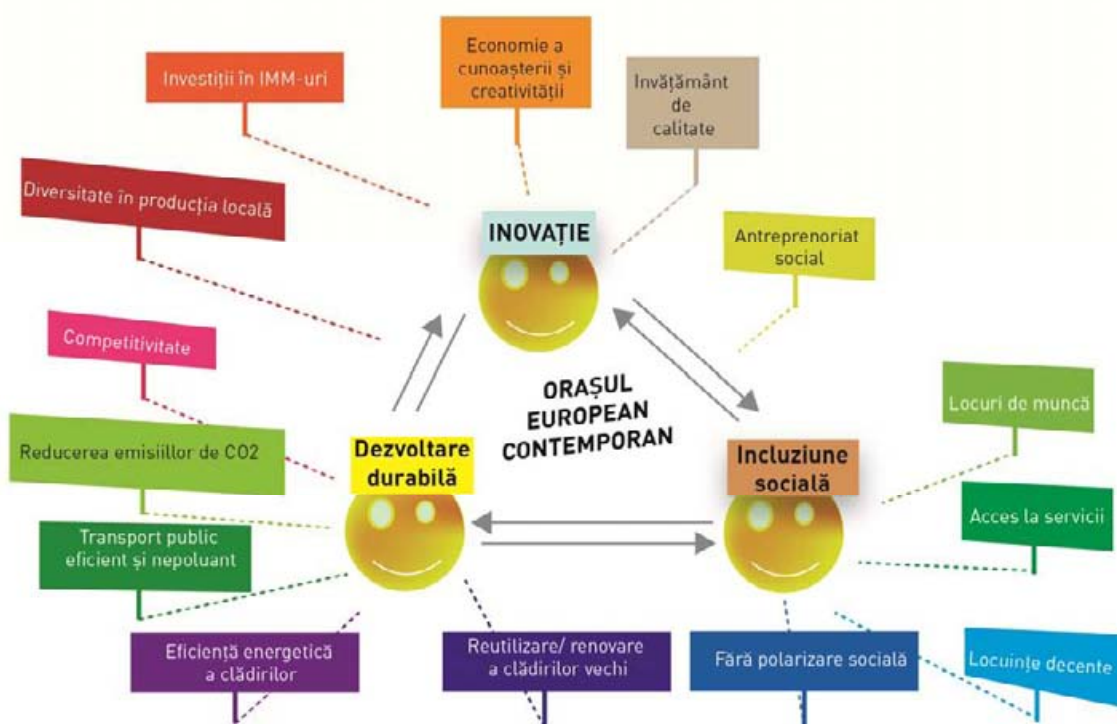 Economie a
cunoașterii și
creativității
Investiții în IMM-uri
Invățământ
de
calitate
Diversitate în producția locală
INOVAȚIE
Antreprenoriat
social
Competitivitate
ORAȘUL
EUROPEAN
CONTEMPORAN
Locuri de muncă
Reducerea emisiillor de CO2
Dezvoltare
durabilă
Incluziune
socială
Acces la servicii
Transport public
eficient și nepoluant
Eficiență energetică
a clădirilor
Reutilizare/ renovare
a clădirilor vechi
Fără polarizare socială
Locuințe decente